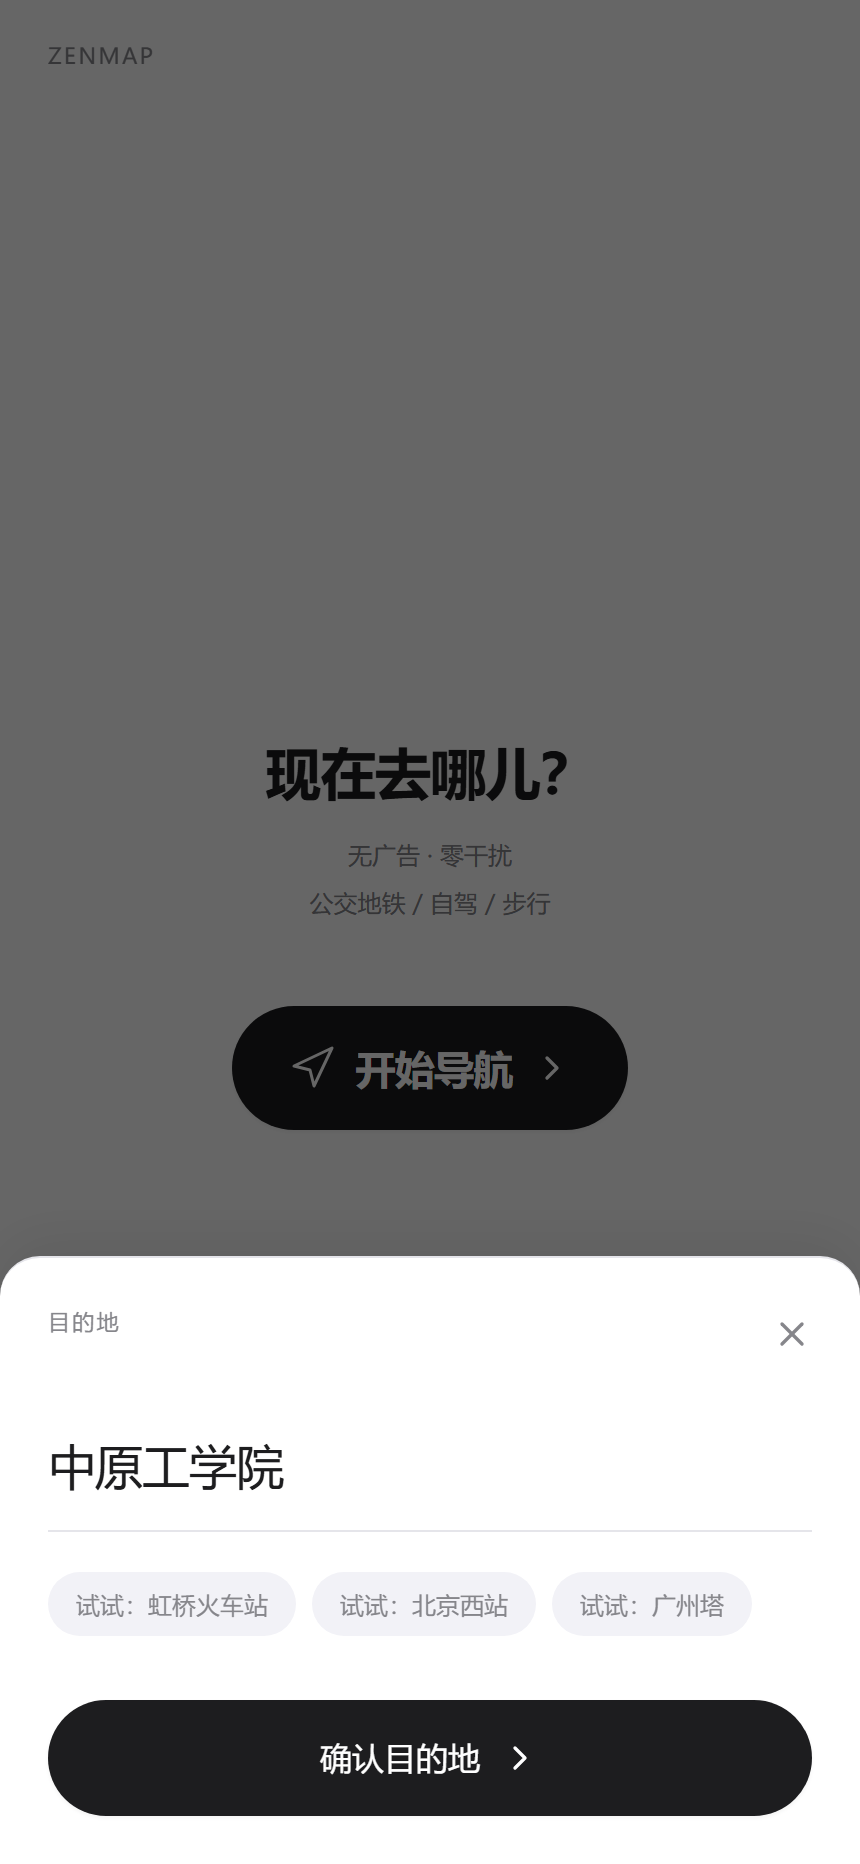 ZENMAP
现在去哪儿？
无广告 · 零干扰
公交地铁 / 自驾 / 步行
开始导航
目的地
中原工学院
试试：虹桥火车站 试试：北京西站 试试：广州塔
确认目的地